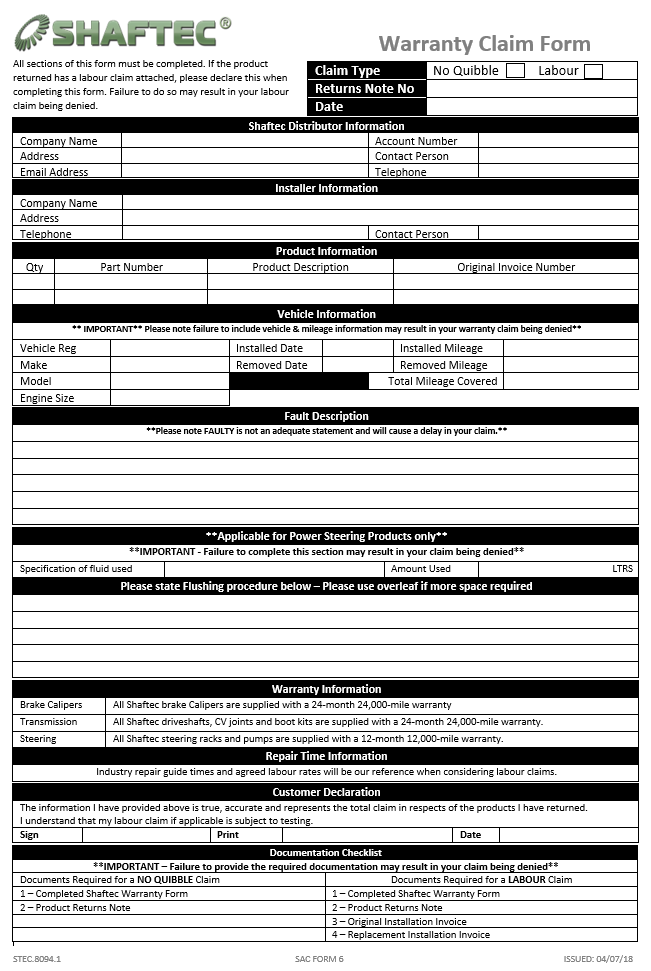 SHAFTEC®
Warranty Claim Form
All sections of this form must be completed. If the product
returned has a labour claim attached, please declare this when
completing this form. Failure to do so may result in your labour
claim being denied.
Claim Type No Quibble Labour
Returns Note No
Date
Shaftec Distributor Information
Company Name Account Number
Address Contact Person
Email Address Telephone
Installer Information
Company Name
Address
Telephone Contact Person
Product Information
Qty Part Number Product Description Original Invoice Number
Vehicle Information
** IMPORTANT** Please note failure to include vehicle & mileage information may result in your warranty claim being denied**
Vehicle Reg Installed Date Installed Mileage
Make Removed Date Removed Mileage
Model Total Mileage Covered
Engine Size
Fault Description
**Please note FAULTY is not an adequate statement and will cause a delay in your claim.**
**Applicable for Power Steering Products only**
**IMPORTANT - Failure to complete this section may result in your claim being denied**
Specification of fluid used Amount Used LTRS
Please state Flushing procedure below – Please use overleaf if more space required
Warranty Information
Brake Calipers All Shaftec brake Calipers are supplied with a 24-month 24,000-mile warranty
Transmission All Shaftec driveshafts, CV joints and boot kits are supplied with a 24-month 24,000-mile warranty.
Steering All Shaftec steering racks and pumps are supplied with a 12-month 12,000-mile warranty.
Repair Time Information
Industry repair guide times and agreed labour rates will be our reference when considering labour claims.
Customer Declaration
The information I have provided above is true, accurate and represents the total claim in respects of the products I have returned.
I understand that my labour claim if applicable is subject to testing.
Sign Print Date
Documentation Checklist
**IMPORTANT – Failure to provide the required documentation may result in your claim being denied**
Documents Required for a NO QUIBBLE Claim Documents Required for a LABOUR Claim
1 – Completed Shaftec Warranty Form 1 – Completed Shaftec Warranty Form
2 – Product Returns Note 2 – Product Returns Note
3 – Original Installation Invoice
4 – Replacement Installation Invoice
STEC.8094.1 SAC FORM 6 ISSUED: 04/07/18